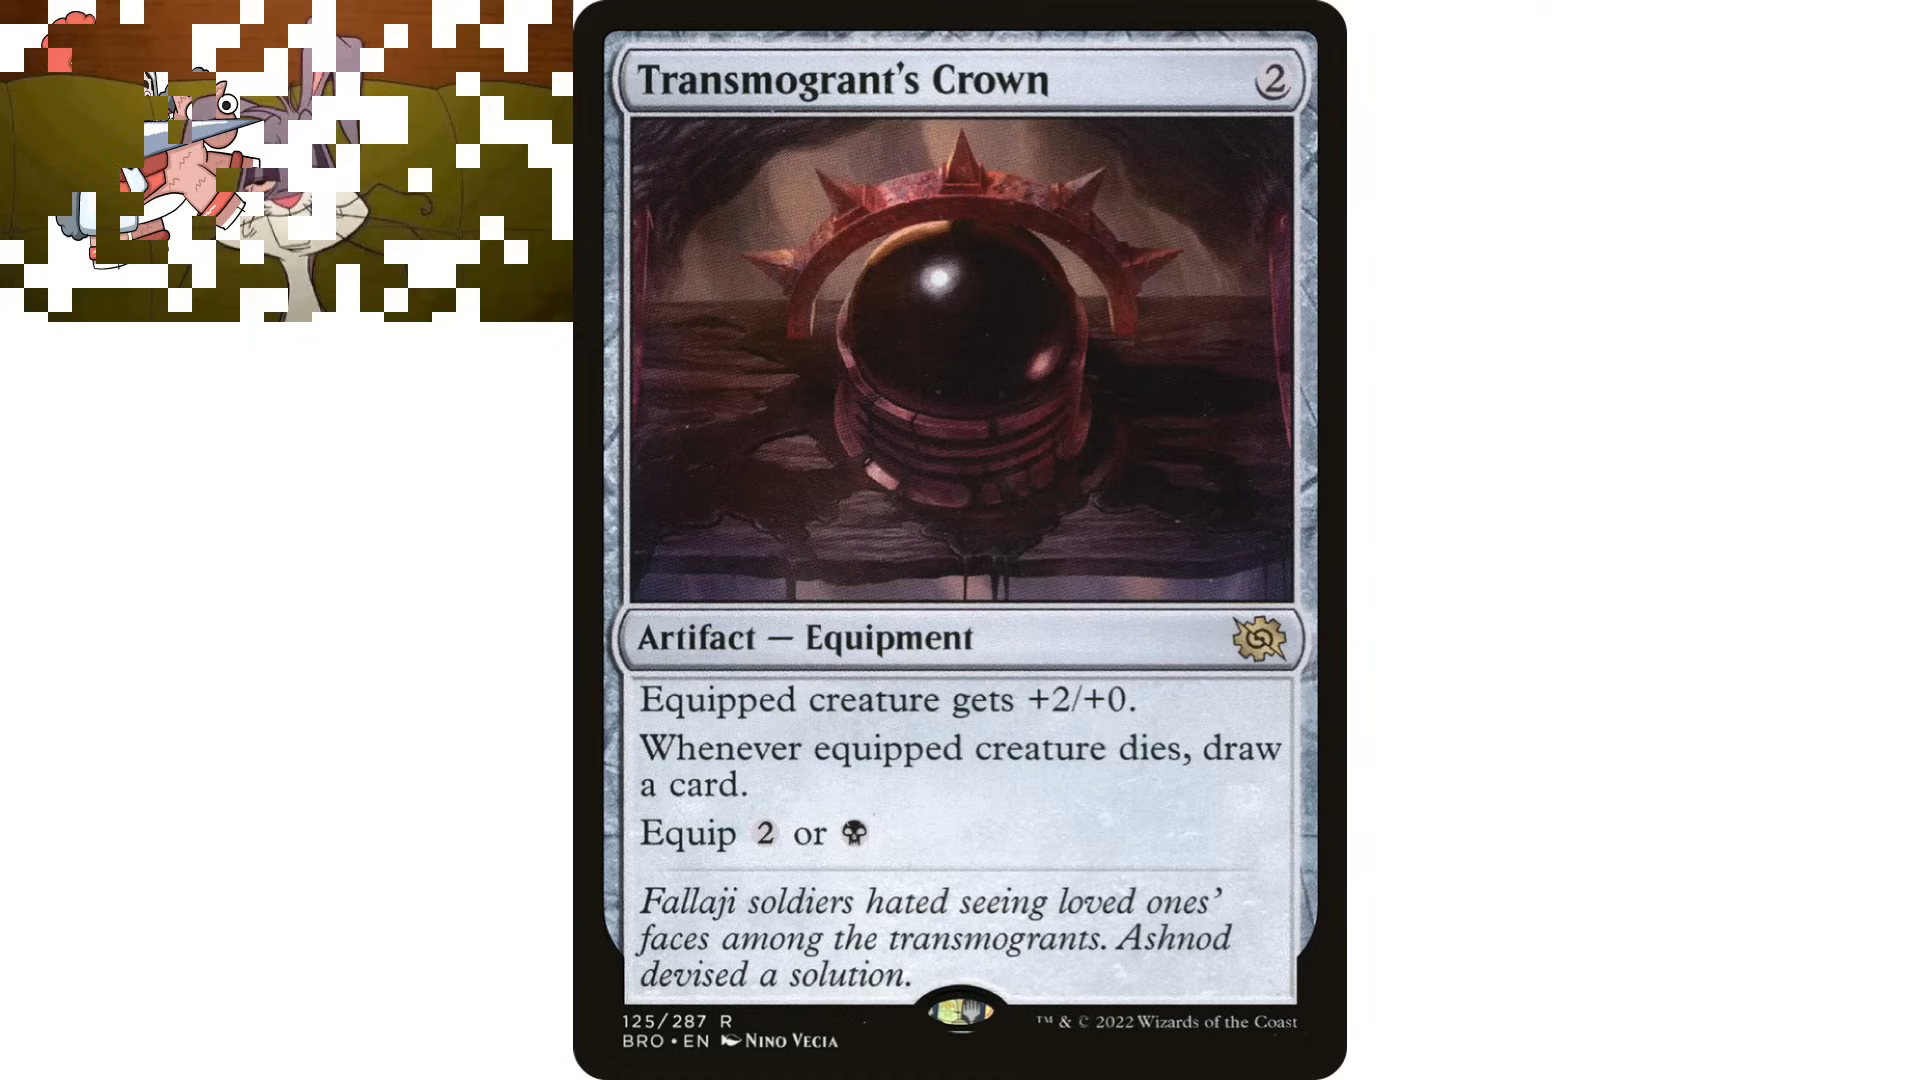 Transmogrant's Crown 2
Artifact — Equipment
Equipped creature gets +2/+0.
Whenever equipped creature dies, draw
a card.
Equip 2 or
Fallaji soldiers hated seeing loved ones'
faces among the transmogrants. Ashnod
devised a solution.
125/287 R
BRO • EN NINO VECIA
™ & © 2022 Wizards of the Coast